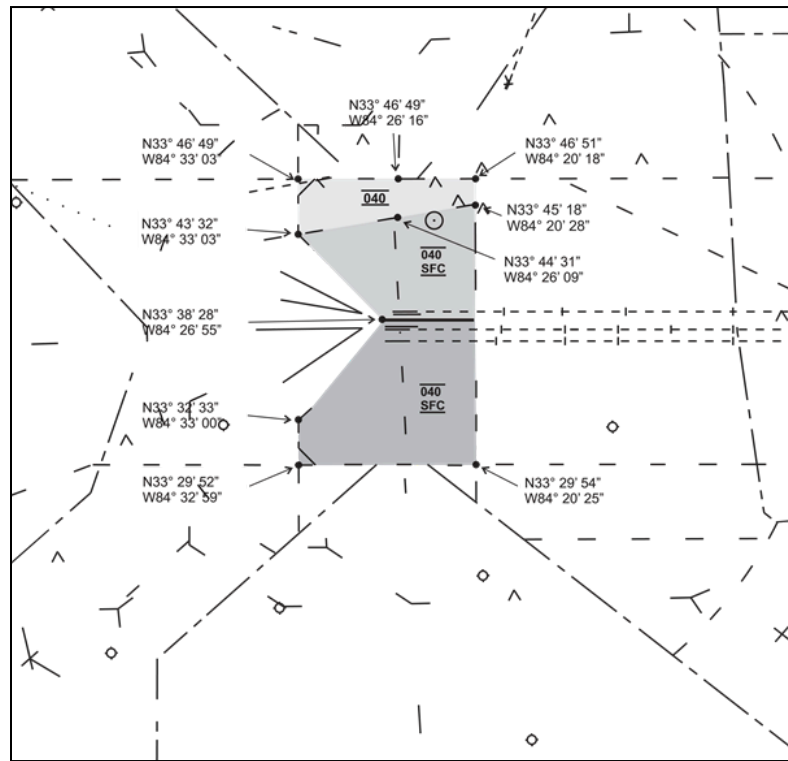 N33° 46' 49"
W84° 26' 16"
N33° 46' 49"
W84° 33' 03"
N33° 46' 51"
W84° 20' 18"
040
N33° 45' 18"
W84° 20' 28"
N33° 43' 32"
W84° 33' 03"
040
SFC
N33° 44' 31"
W84° 26' 09"
N33° 38' 28"
W84° 26' 55"
040
SFC
N33° 32' 33"
W84° 33' 00"
N33° 29' 52"
W84° 32' 59"
N33° 29' 54"
W84° 20' 25"